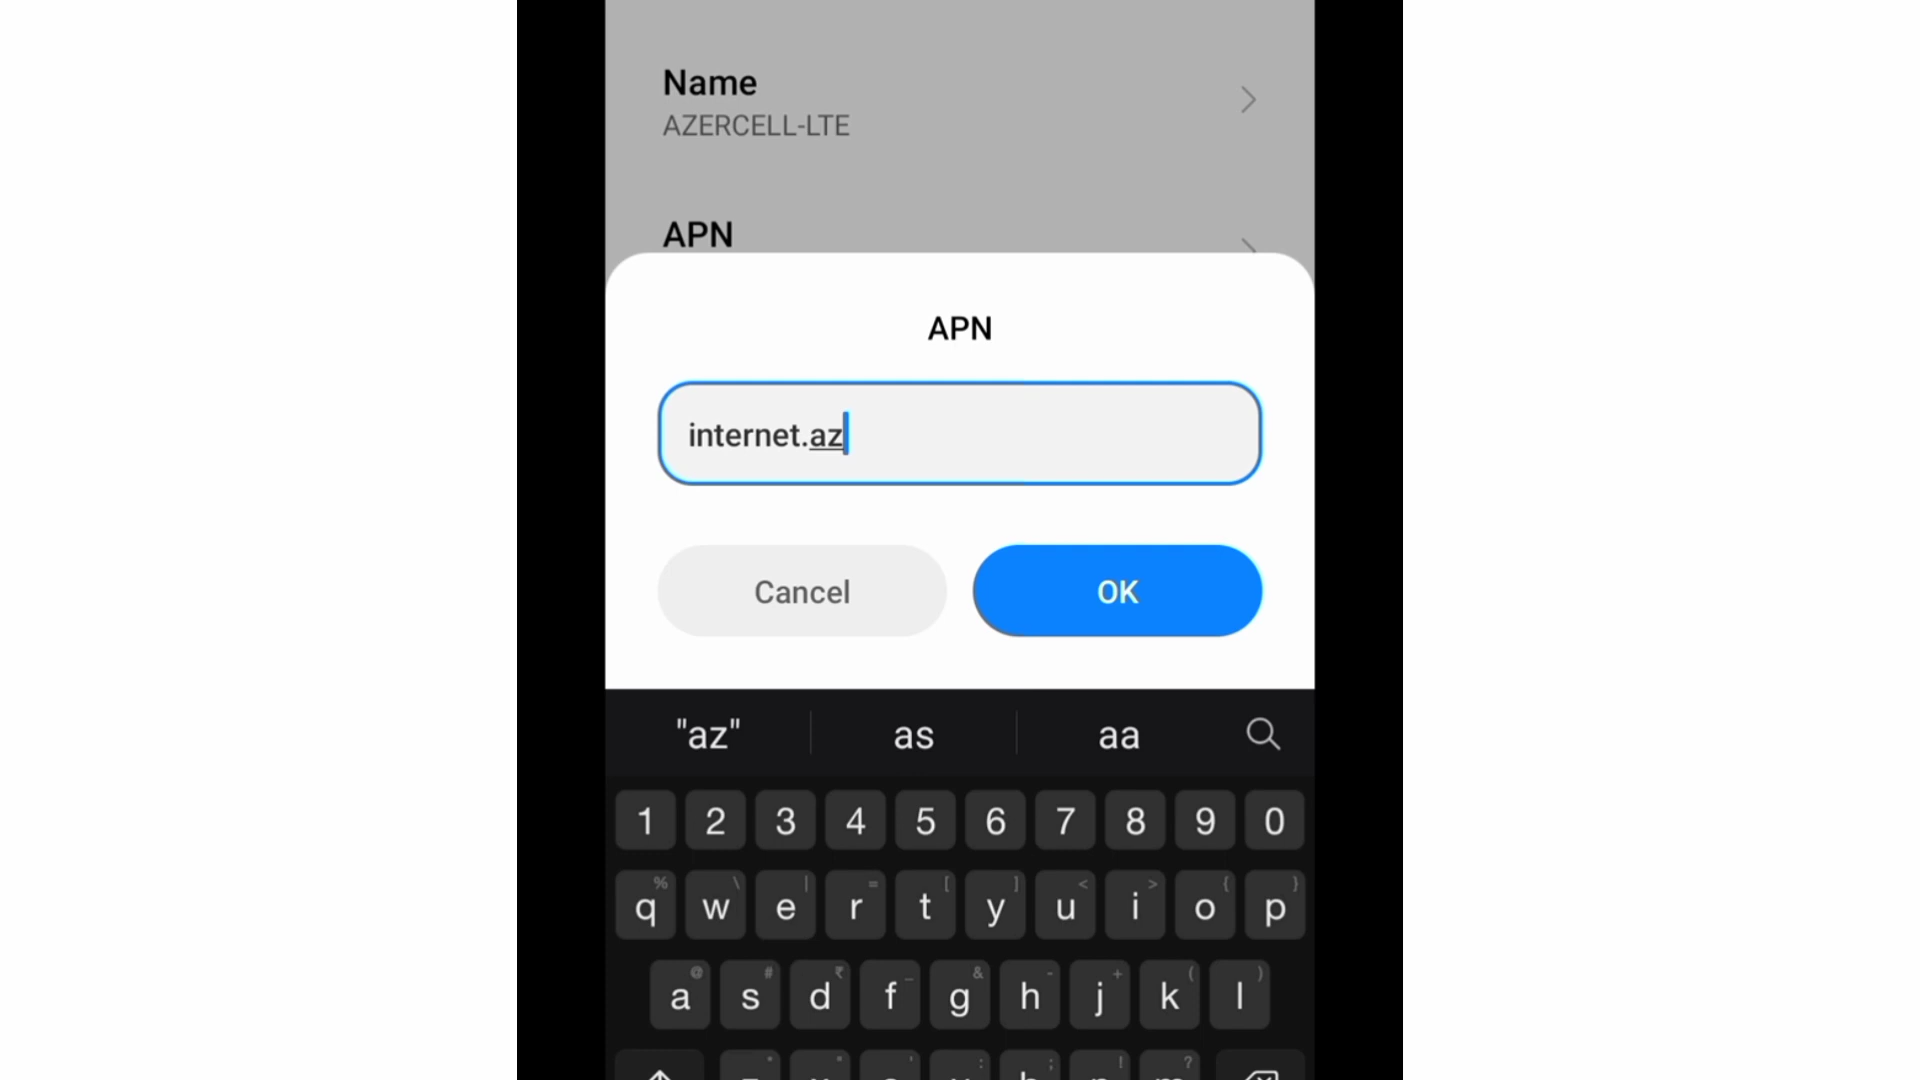 Name
AZERCELL-LTE
APN
APN
internet.az
Cancel
OK
"az" as aa
1 2 3 4 5 6 7 8 9 0
% \ | = [ ] < > { }
q w e r t y u i o p
@ # ₹ _ & - + ( )
a s d f g h j k l